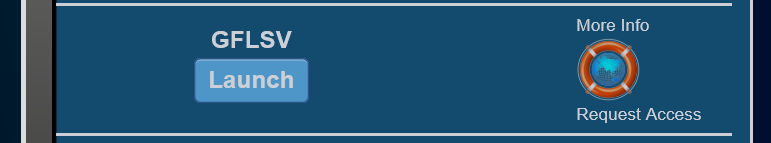 GFLSV
Launch
More Info
Request Access